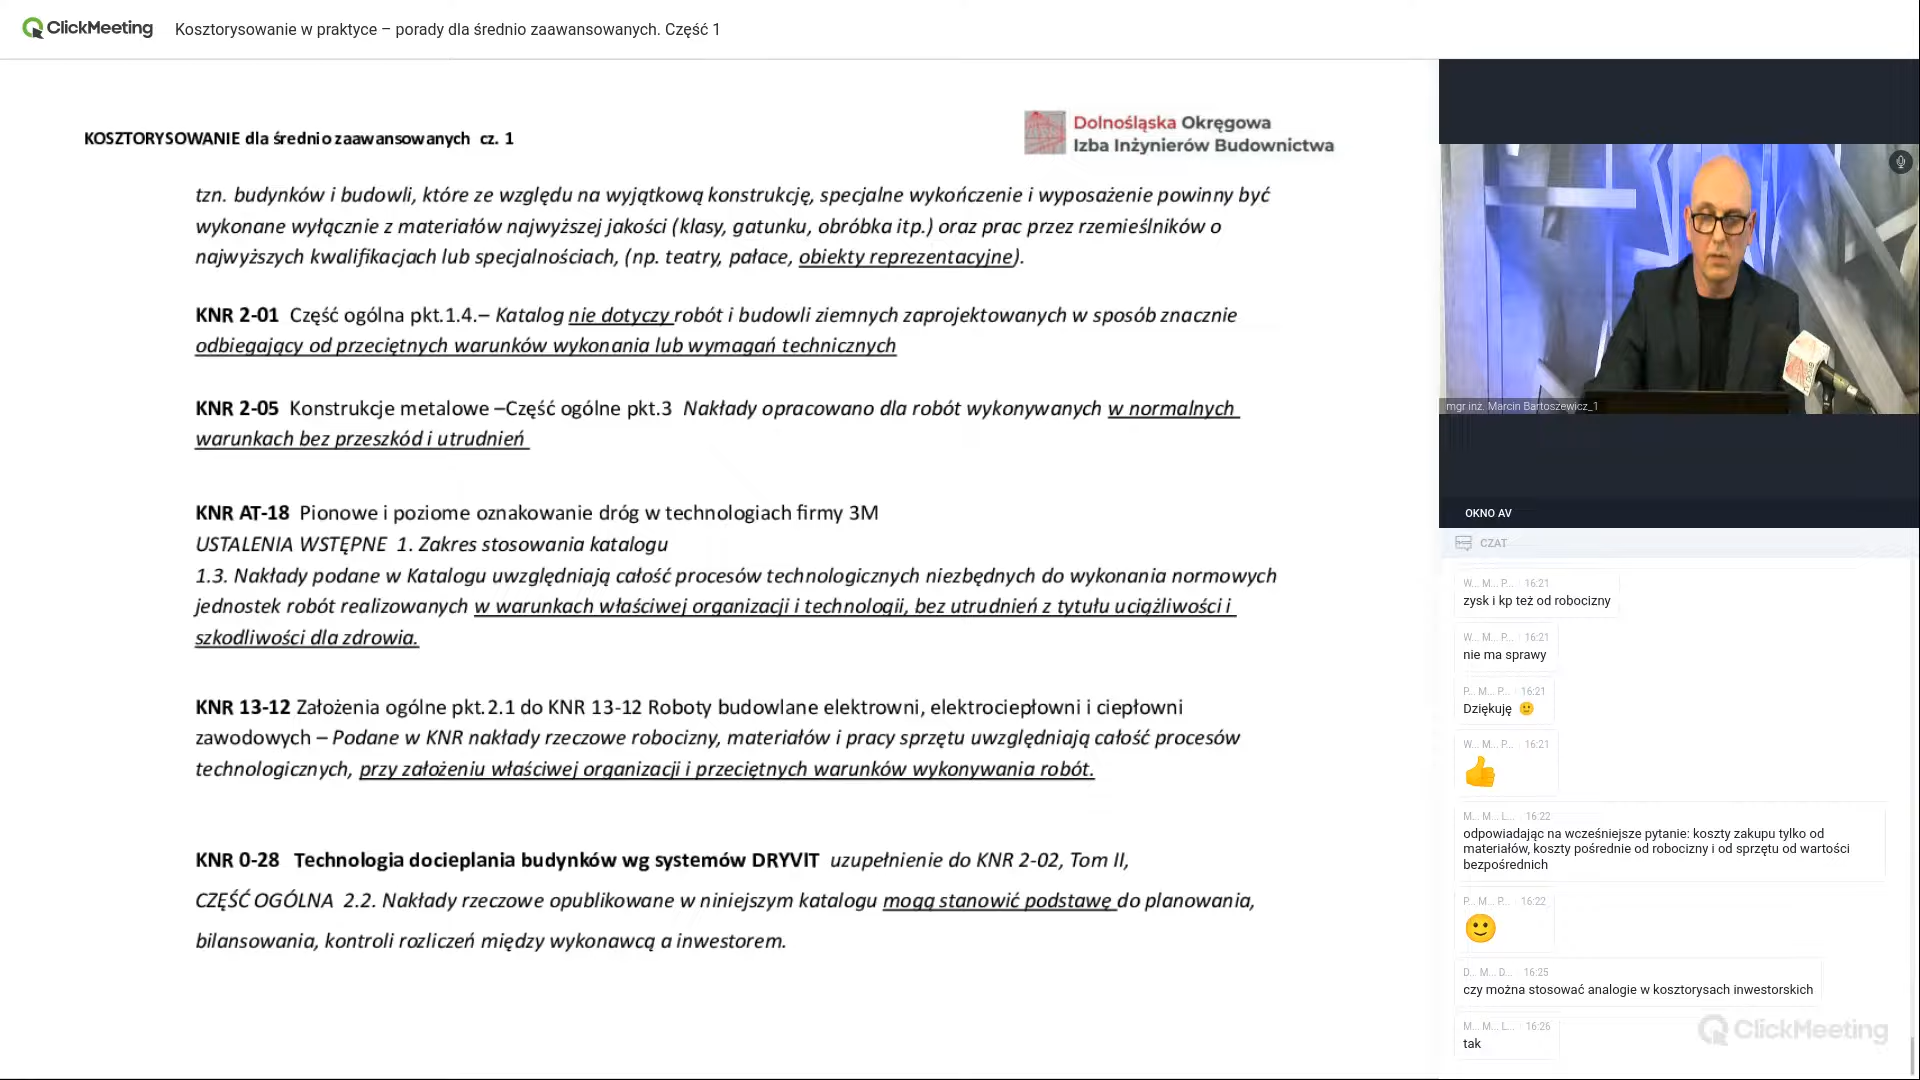 ClickMeeting
Kosztorysowanie w praktyce – porady dla średnio zaawansowanych. Część 1
KOSZTORYSOWANIE dla średnio zaawansowanych cz. 1
Dolnośląska Okręgowa
Izba Inżynierów Budownictwa
tzn. budynków i budowli, które ze względu na wyjątkową konstrukcję, specjalne wykończenie i wyposażenie powinny być
wykonane wyłącznie z materiałów najwyższej jakości (klasy, gatunku, obróbka itp.) oraz prac przez rzemieślników o
najwyższych kwalifikacjach lub specjalnościach, (np. teatry, pałace, obiekty reprezentacyjne).
KNR 2-01 Część ogólna pkt.1.4.– Katalog nie dotyczy robót i budowli ziemnych zaprojektowanych w sposób znacznie
odbiegający od przeciętnych warunków wykonania lub wymagań technicznych
KNR 2-05 Konstrukcje metalowe –Część ogólne pkt.3 Nakłady opracowano dla robót wykonywanych w normalnych
warunkach bez przeszkód i utrudnień
KNR AT-18 Pionowe i poziome oznakowanie dróg w technologiach firmy 3M
USTALENIA WSTĘPNE 1. Zakres stosowania katalogu
1.3. Nakłady podane w Katalogu uwzględniają całość procesów technologicznych niezbędnych do wykonania normowych
jednostek robót realizowanych w warunkach właściwej organizacji i technologii, bez utrudnień z tytułu uciążliwości i
szkodliwości dla zdrowia.
KNR 13-12 Założenia ogólne pkt.2.1 do KNR 13-12 Roboty budowlane elektrowni, elektrociepłowni i ciepłowni
zawodowych – Podane w KNR nakłady rzeczowe robocizny, materiałów i pracy sprzętu uwzględniają całość procesów
technologicznych, przy założeniu właściwej organizacji i przeciętnych warunków wykonywania robót.
KNR 0-28 Technologia docieplania budynków wg systemów DRYVIT uzupełnienie do KNR 2-02, Tom II,
CZĘŚĆ OGÓLNA 2.2. Nakłady rzeczowe opublikowane w niniejszym katalogu mogą stanowić podstawę do planowania,
bilansowania, kontroli rozliczeń między wykonawcą a inwestorem.
mgr inż. Marcin Bartoszewicz_1
OKNO AV
CZAT
W... M... P... 16:21
zysk i kp też od robocizny
W... M... P... 16:21
nie ma sprawy
P... M... P... 16:21
Dziękuję 🙂
W... M... P... 16:21
M... M... L... 16:22
odpowiadając na wcześniejsze pytanie: koszty zakupu tylko od
materiałów, koszty pośrednie od robocizny i od sprzętu od wartości
bezpośrednich
P... M... P... 16:22
D... M... D... 16:25
czy można stosować analogie w kosztorysach inwestorskich
M... M... L... 16:26
tak
ClickMeeting